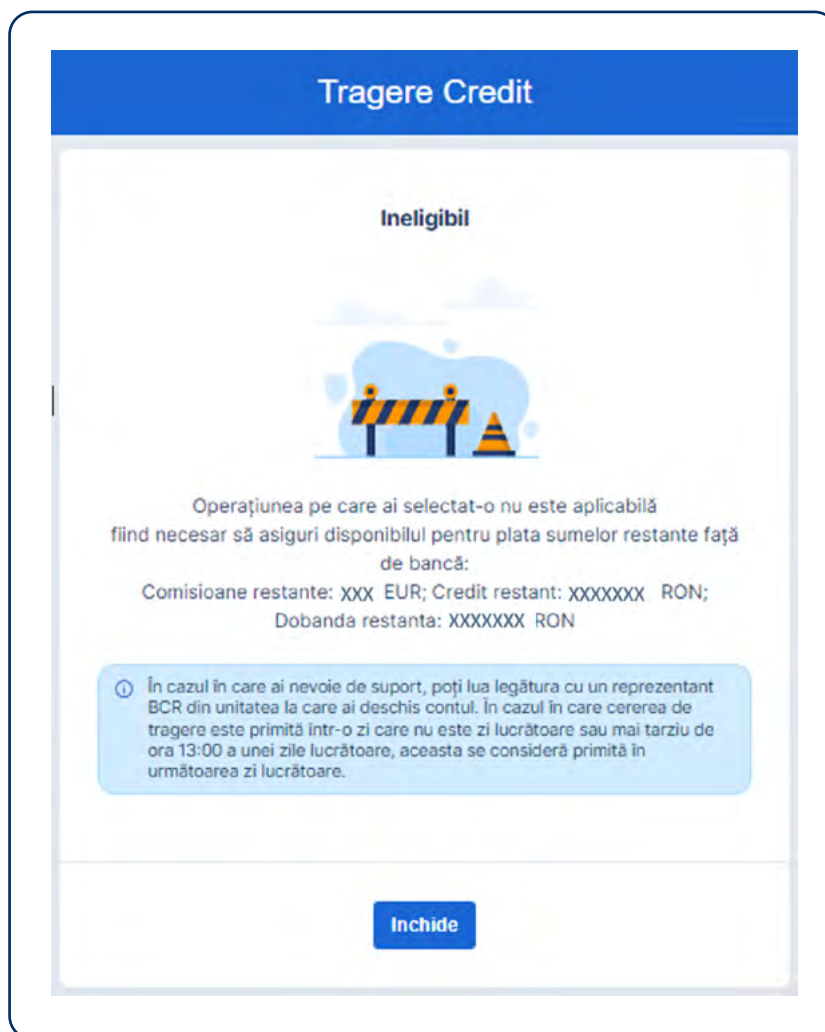 Tragere Credit
Ineligibil
Operațiunea pe care ai selectat-o nu este aplicabilă
fiind necesar să asiguri disponibilul pentru plata sumelor restante față
de bancă:
Comisioane restante: XXX EUR; Credit restant: XXXXXXX RON;
Dobanda restanta: XXXXXXX RON
În cazul în care ai nevoie de suport, poți lua legătura cu un reprezentant
BCR din unitatea la care ai deschis contul. În cazul în care cererea de
tragere este primită într-o zi care nu este zi lucrătoare sau mai tarziu de
ora 13:00 a unei zile lucrătoare, aceasta se consideră primită în
următoarea zi lucrătoare.
Inchide